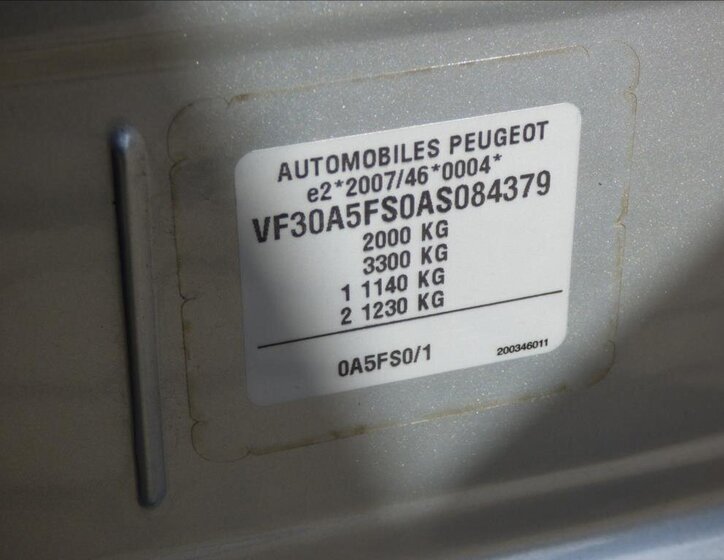 AUTOMOBILES PEUGEOT
e2*2007/46*0004*
VF30A5FS0AS084379
2000 KG
3300 KG
1 1140 KG
2 1230 KG
0A5FS0/1
200346011